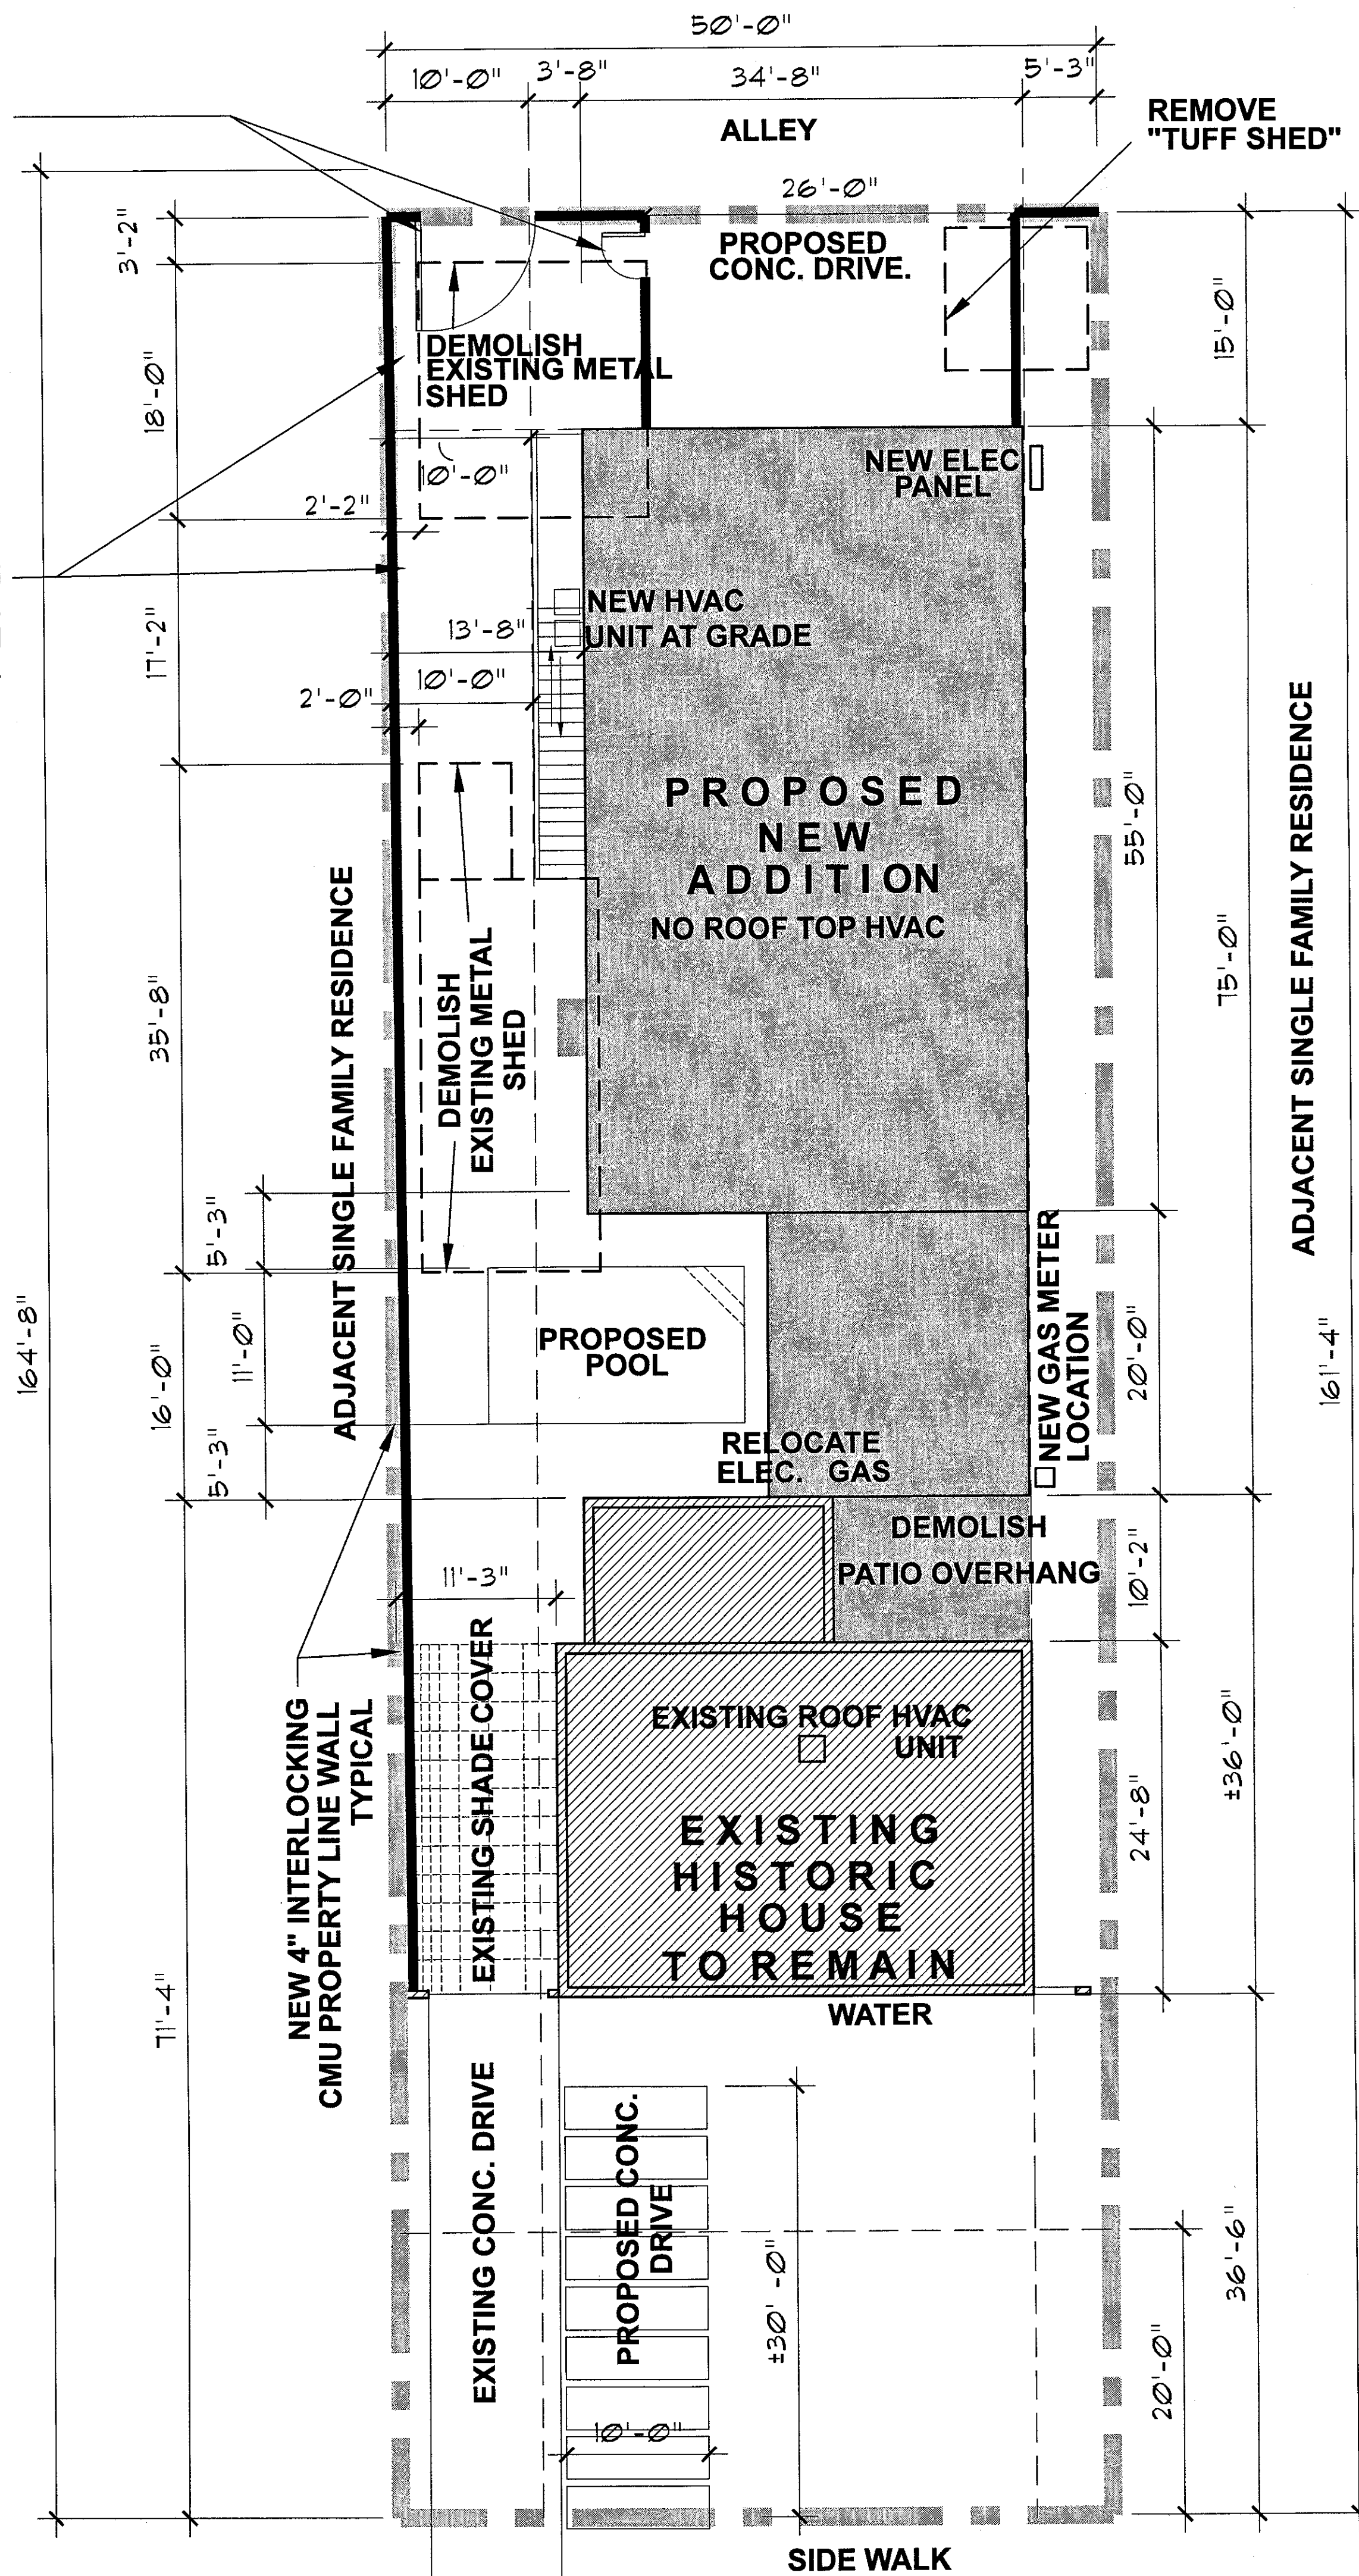 50'-0"
10'-0" 3'-8" 34'-8" 5'-3"
ALLEY
REMOVE
"TUFF SHED"
26'-0"
PROPOSED
CONC. DRIVE.
3'-2"
18'-0"
15'-0"
DEMOLISH
EXISTING METAL
SHED
10'-0"
2'-2"
NEW ELEC
PANEL
17'-2"
NEW HVAC
UNIT AT GRADE
13'-8"
10'-0"
2'-0"
PROPOSED
NEW
ADDITION
NO ROOF TOP HVAC
55'-0"
75'-0"
ADJACENT SINGLE FAMILY RESIDENCE
ADJACENT SINGLE FAMILY RESIDENCE
35'-8"
DEMOLISH
EXISTING METAL
SHED
5'-3"
11'-0"
16'-0"
5'-3"
164'-8"
161'-4"
PROPOSED
POOL
NEW GAS METER
LOCATION
20'-0"
RELOCATE
ELEC. GAS
DEMOLISH
PATIO OVERHANG
10'-2"
11'-3"
EXISTING SHADE COVER
NEW 4" INTERLOCKING
CMU PROPERTY LINE WALL
TYPICAL
EXISTING ROOF HVAC
UNIT
EXISTING
HISTORIC
HOUSE
TO REMAIN
24'-8"
±36'-0"
WATER
71'-4"
EXISTING CONC. DRIVE
PROPOSED CONC.
DRIVE
±30'-0"
10'-0"
20'-0"
36'-6"
SIDE WALK